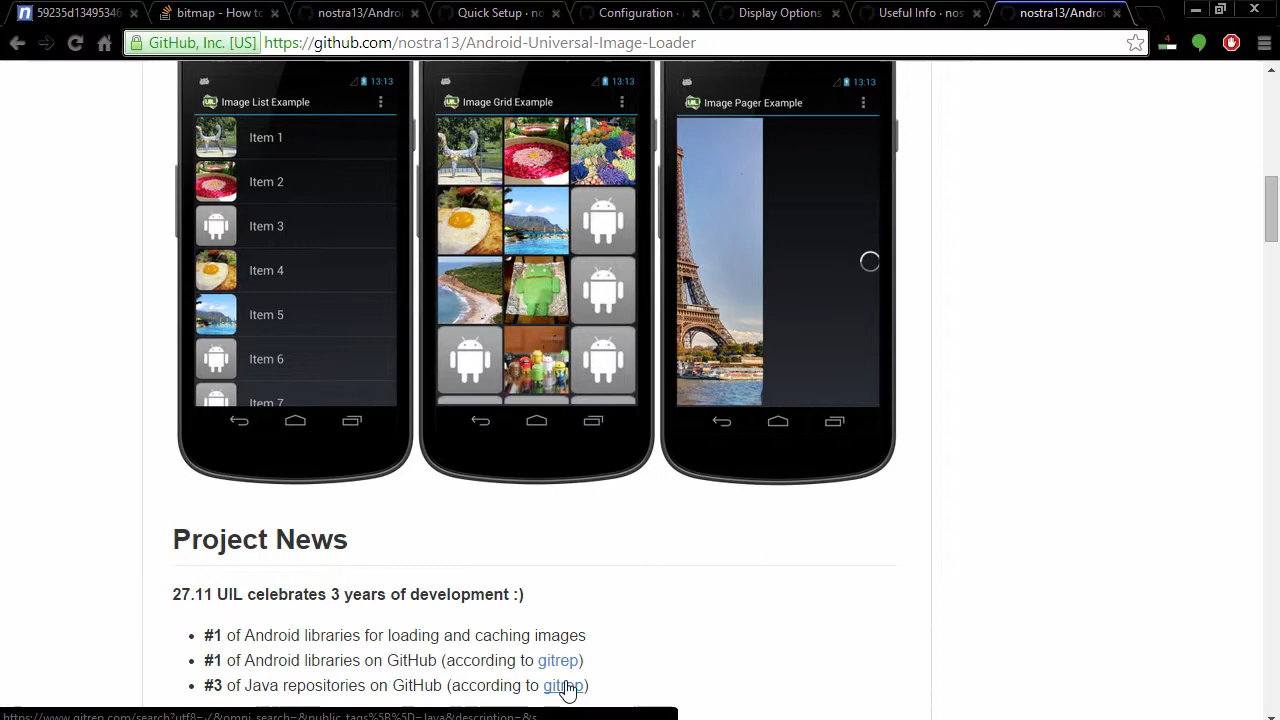 59235d13495346
bitmap - How to
nostra13/Androi
Quick Setup · no
Configuration ·
Display Options
Useful Info · nos
nostra13/Androi
GitHub, Inc. [US]
https://github.com/nostra13/Android-Universal-Image-Loader
4
13:13
Image List Example
Item 1
Item 2
Item 3
Item 4
Item 5
Item 6
Item 7
13:13
Image Grid Example
13:13
Image Pager Example
Project News
27.11 UIL celebrates 3 years of development :)
#1 of Android libraries for loading and caching images
#1 of Android libraries on GitHub (according to gitrep)
#3 of Java repositories on GitHub (according to gitrep)